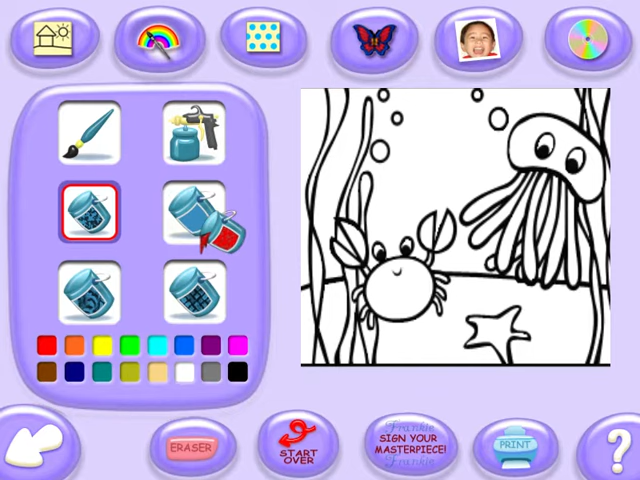 ERASER
START
OVER
Frankie
SIGN YOUR
MASTERPIECE!
Frankie
PRINT
?